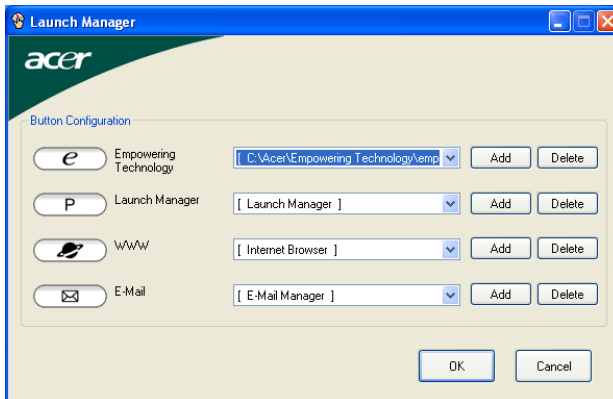 Launch Manager
acer
Button Configuration
e Empowering Technology [ C:\Acer\Empowering Technology\emp Add Delete
P Launch Manager [ Launch Manager ] Add Delete
WWW [ Internet Browser ] Add Delete
E-Mail [ E-Mail Manager ] Add Delete
OK Cancel